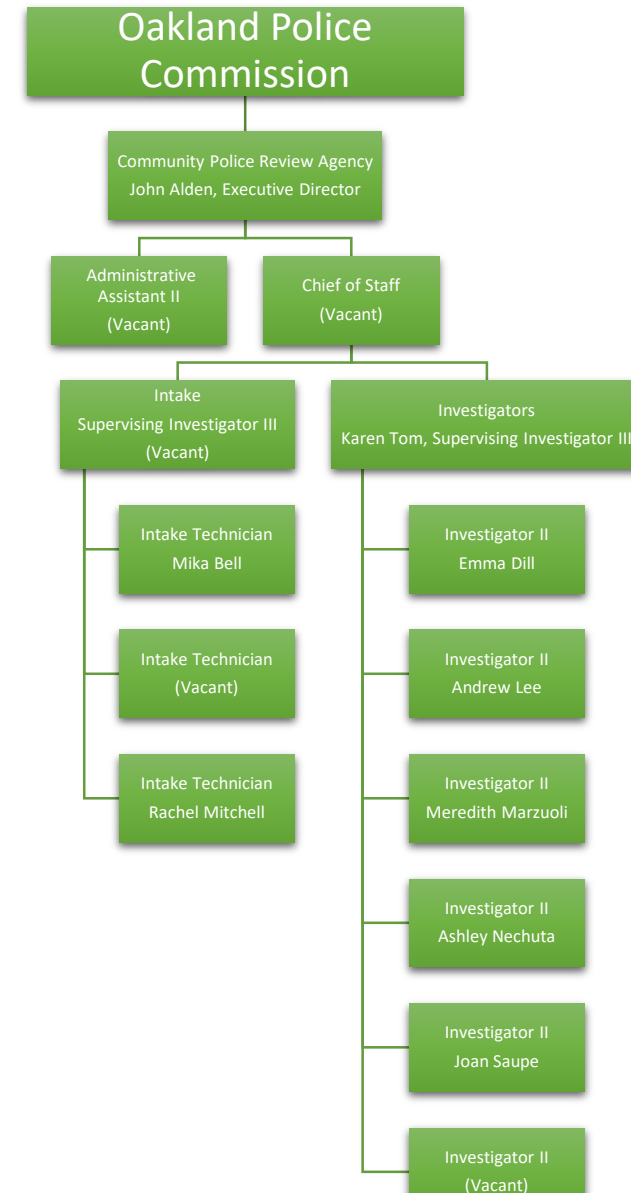 Oakland Police
Commission
Community Police Review Agency
John Alden, Executive Director
Administrative
Assistant II
(Vacant)
Chief of Staff
(Vacant)
Intake
Supervising Investigator III
(Vacant)
Investigators
Karen Tom, Supervising Investigator III
Intake Technician
Mika Bell
Intake Technician
(Vacant)
Intake Technician
Rachel Mitchell
Investigator II
Emma Dill
Investigator II
Andrew Lee
Investigator II
Meredith Marzuoli
Investigator II
Ashley Nechuta
Investigator II
Joan Saupe
Investigator II
(Vacant)